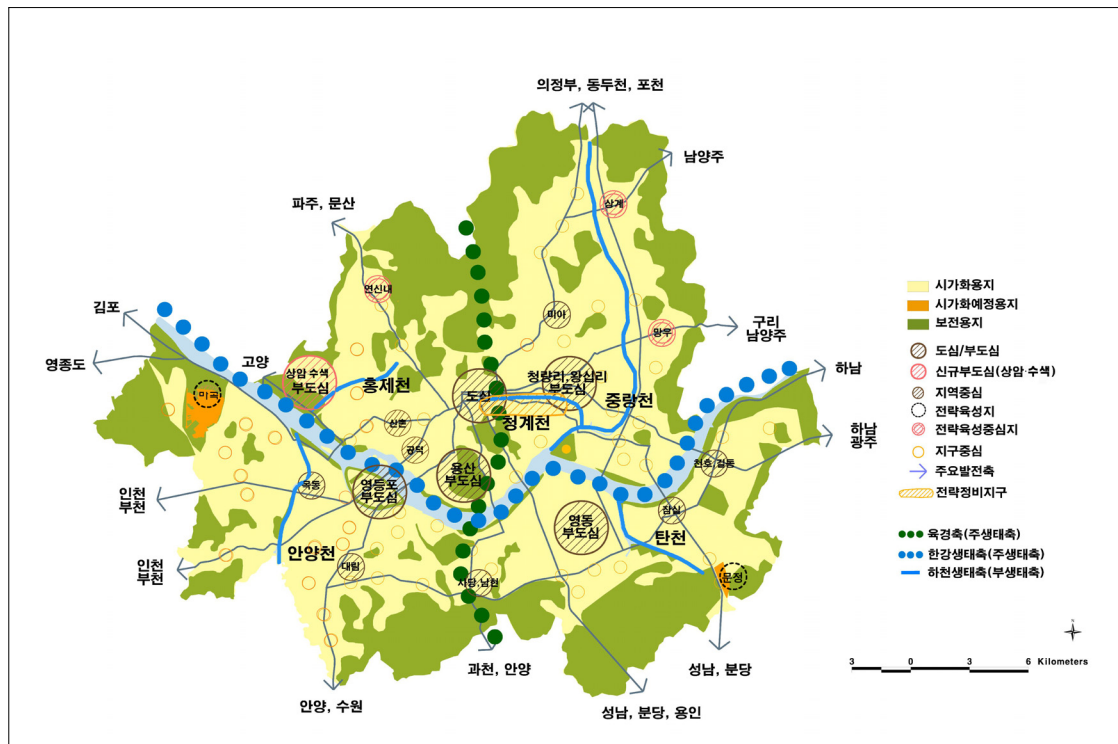 의정부, 동두천, 포천
남양주
파주, 문산
상계
연신내
김포
미아
망우
구리
남양주
영종도
고양
상암·수색
부도심
홍제천
도심
청량리,왕십리
부도심
중랑천
하남
마곡
신촌
공덕
청계천
하남
광주
용산
부도심
천호,길동
목동
영등포
부도심
인천
부천
잠실
영동
부도심
탄천
안양천
대림
사당,남현
문정
인천
부천
과천, 안양
성남, 분당
안양, 수원
성남, 분당, 용인
시가화용지
시가화예정용지
보전용지
도심/부도심
신규부도심(상암·수색)
지역중심
전략육성지
전략육성중심지
지구중심
주요발전축
전략정비지구
육경축(주생태축)
한강생태축(주생태축)
하천생태축(부생태축)
N
3 0 3 6 Kilometers